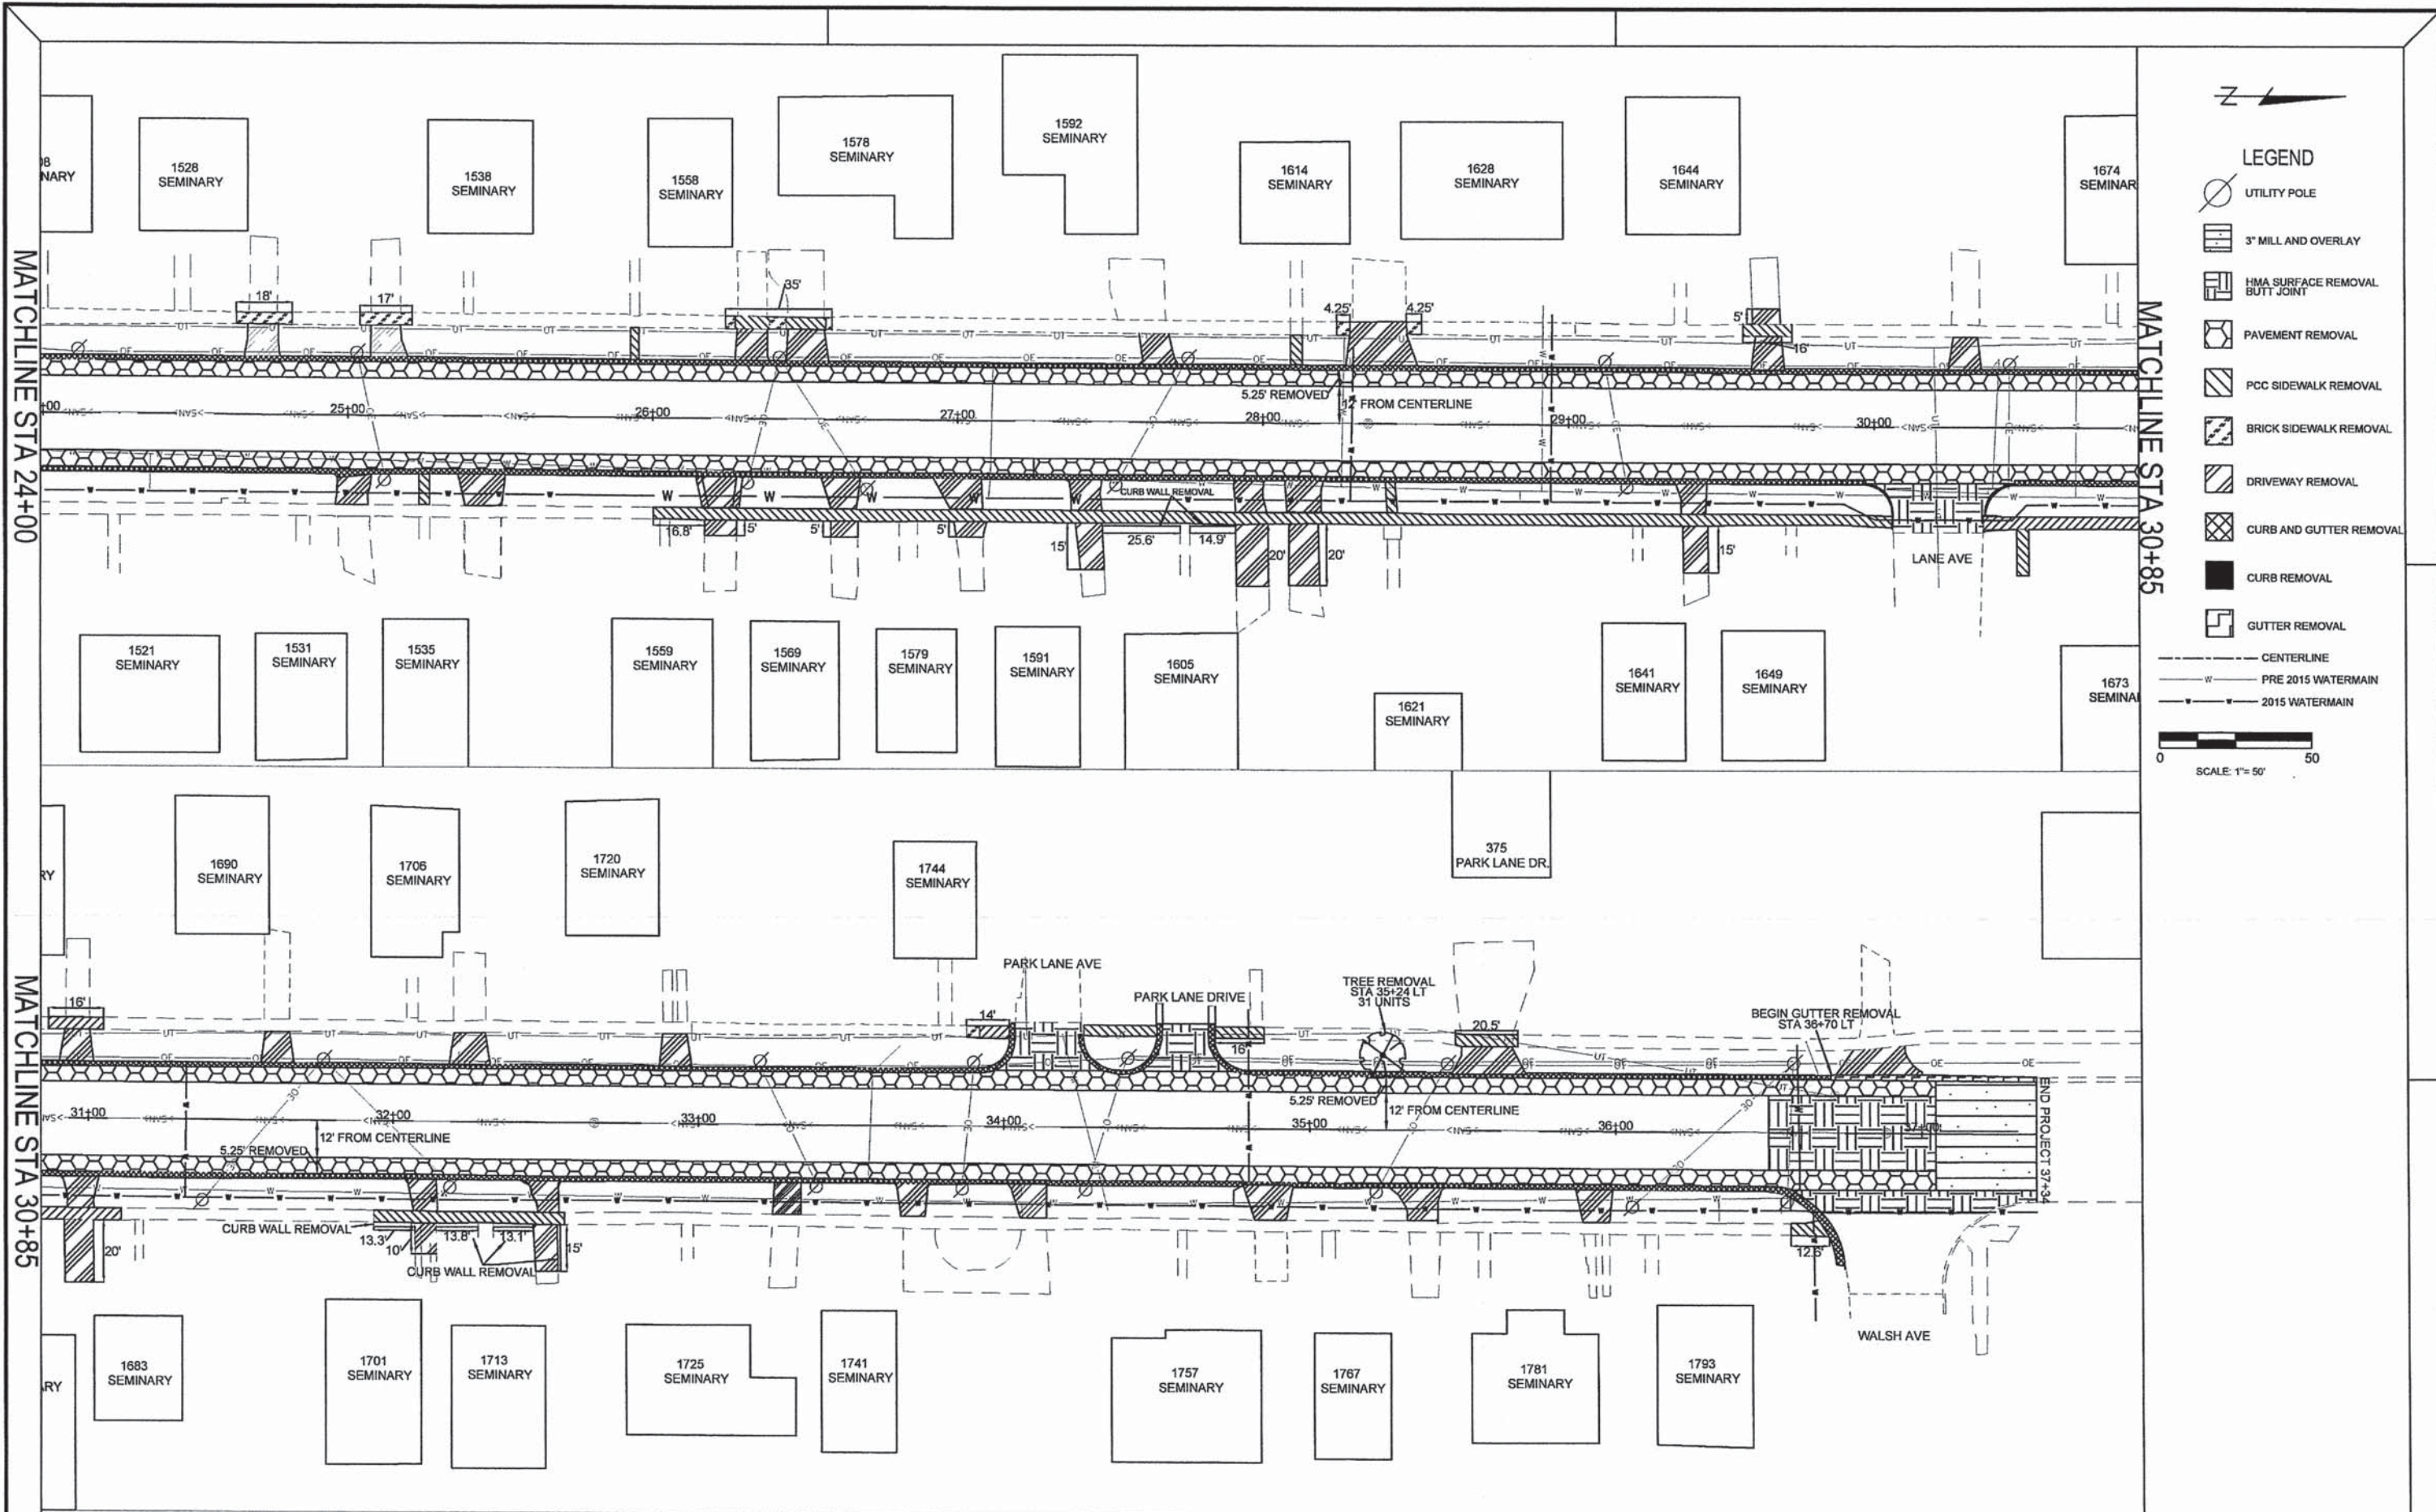 1528
SEMINARY
1538
SEMINARY
1558
SEMINARY
1578
SEMINARY
1592
SEMINARY
1614
SEMINARY
1628
SEMINARY
1644
SEMINARY
1674
SEMINAR
NARY
MATCHLINE STA 24+00
MATCHLINE STA 30+85
18'
17'
35'
4.25'
4.25'
5'
16'
25+00
26+00
27+00
28+00
29+00
30+00
5.25' REMOVED
12' FROM CENTERLINE
CURB WALL REMOVAL
6.8'
5'
5'
5'
15'
25.6'
14.9'
20'
20'
15'
LANE AVE
1521
SEMINARY
1531
SEMINARY
1535
SEMINARY
1559
SEMINARY
1569
SEMINARY
1579
SEMINARY
1591
SEMINARY
1605
SEMINARY
1621
SEMINARY
1641
SEMINARY
1649
SEMINARY
1673
SEMINA
Z
LEGEND
UTILITY POLE
3" MILL AND OVERLAY
HMA SURFACE REMOVAL
BUTT JOINT
PAVEMENT REMOVAL
PCC SIDEWALK REMOVAL
BRICK SIDEWALK REMOVAL
DRIVEWAY REMOVAL
CURB AND GUTTER REMOVAL
CURB REMOVAL
GUTTER REMOVAL
CENTERLINE
PRE 2015 WATERMAIN
2015 WATERMAIN
0 50
SCALE: 1"= 50'
RY
1690
SEMINARY
1706
SEMINARY
1720
SEMINARY
1744
SEMINARY
375
PARK LANE DR.
MATCHLINE STA 30+85
16'
PARK LANE AVE
14'
PARK LANE DRIVE
16'
TREE REMOVAL
STA 35+24 LT
31 UNITS
20.5'
BEGIN GUTTER REMOVAL
STA 36+70 LT
31+00
32+00
33+00
34+00
35+00
36+00
37+00
12' FROM CENTERLINE
5.25' REMOVED
5.25' REMOVED
12' FROM CENTERLINE
END PROJECT 37+34
20'
CURB WALL REMOVAL
13.3'
10'
13.8'
13.1'
15'
CURB WALL REMOVAL
12.6'
WALSH AVE
RY
1683
SEMINARY
1701
SEMINARY
1713
SEMINARY
1725
SEMINARY
1741
SEMINARY
1757
SEMINARY
1767
SEMINARY
1781
SEMINARY
1793
SEMINARY